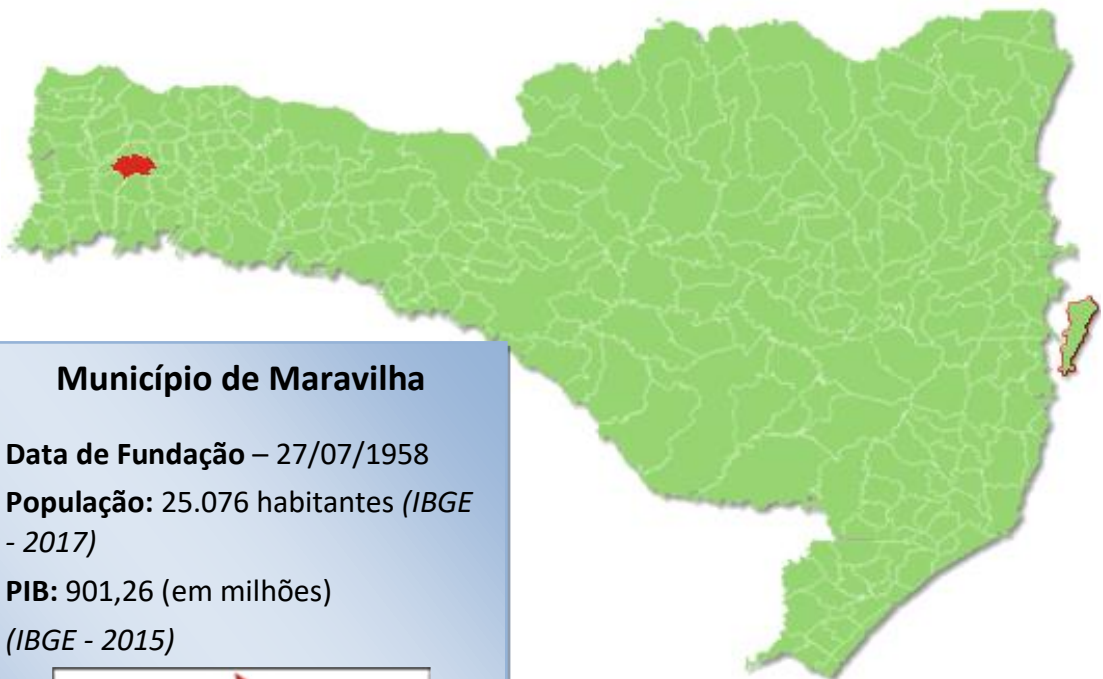 Município de Maravilha
Data de Fundação – 27/07/1958
População: 25.076 habitantes (IBGE
- 2017)
PIB: 901,26 (em milhões)
(IBGE - 2015)